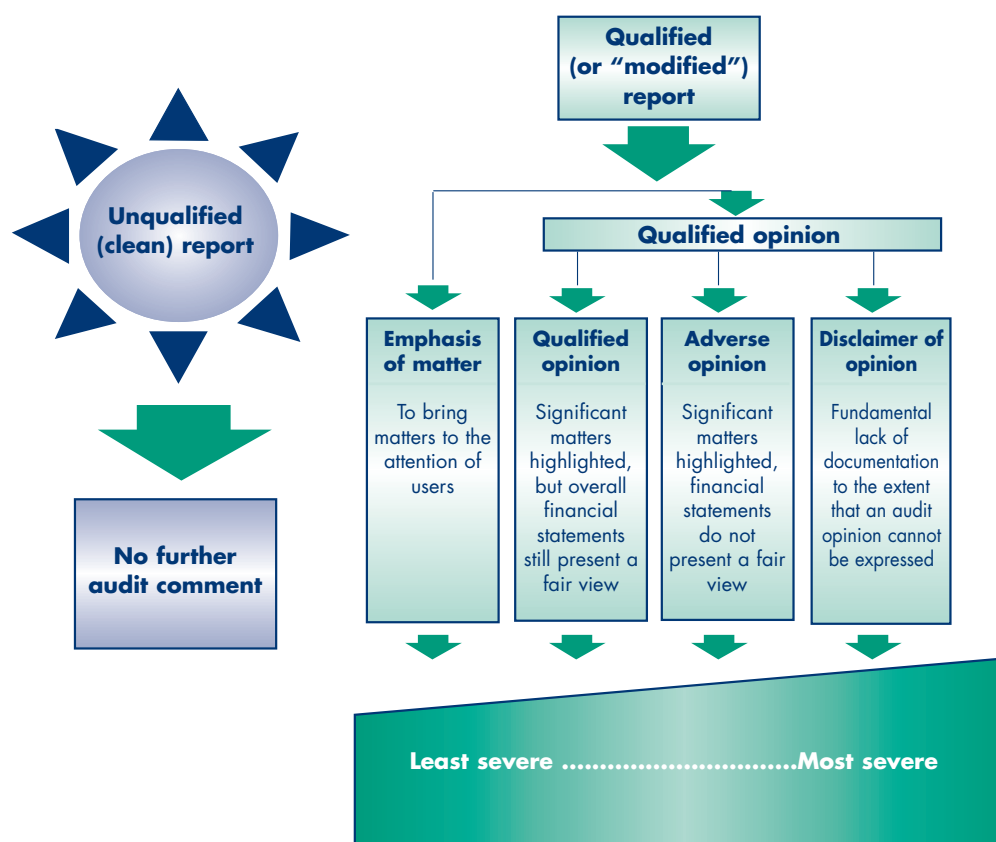 Qualified
(or “modified”)
report
Unqualified
(clean) report
No further
audit comment
Qualified opinion
Emphasis
of matter
To bring
matters to the
attention of
users
Qualified
opinion
Significant
matters
highlighted,
but overall
financial
statements
still present a
fair view
Adverse
opinion
Significant
matters
highlighted,
financial
statements
do not
present a fair
view
Disclaimer of
opinion
Fundamental
lack of
documentation
to the extent
that an audit
opinion cannot
be expressed
Least severe ...............................Most severe